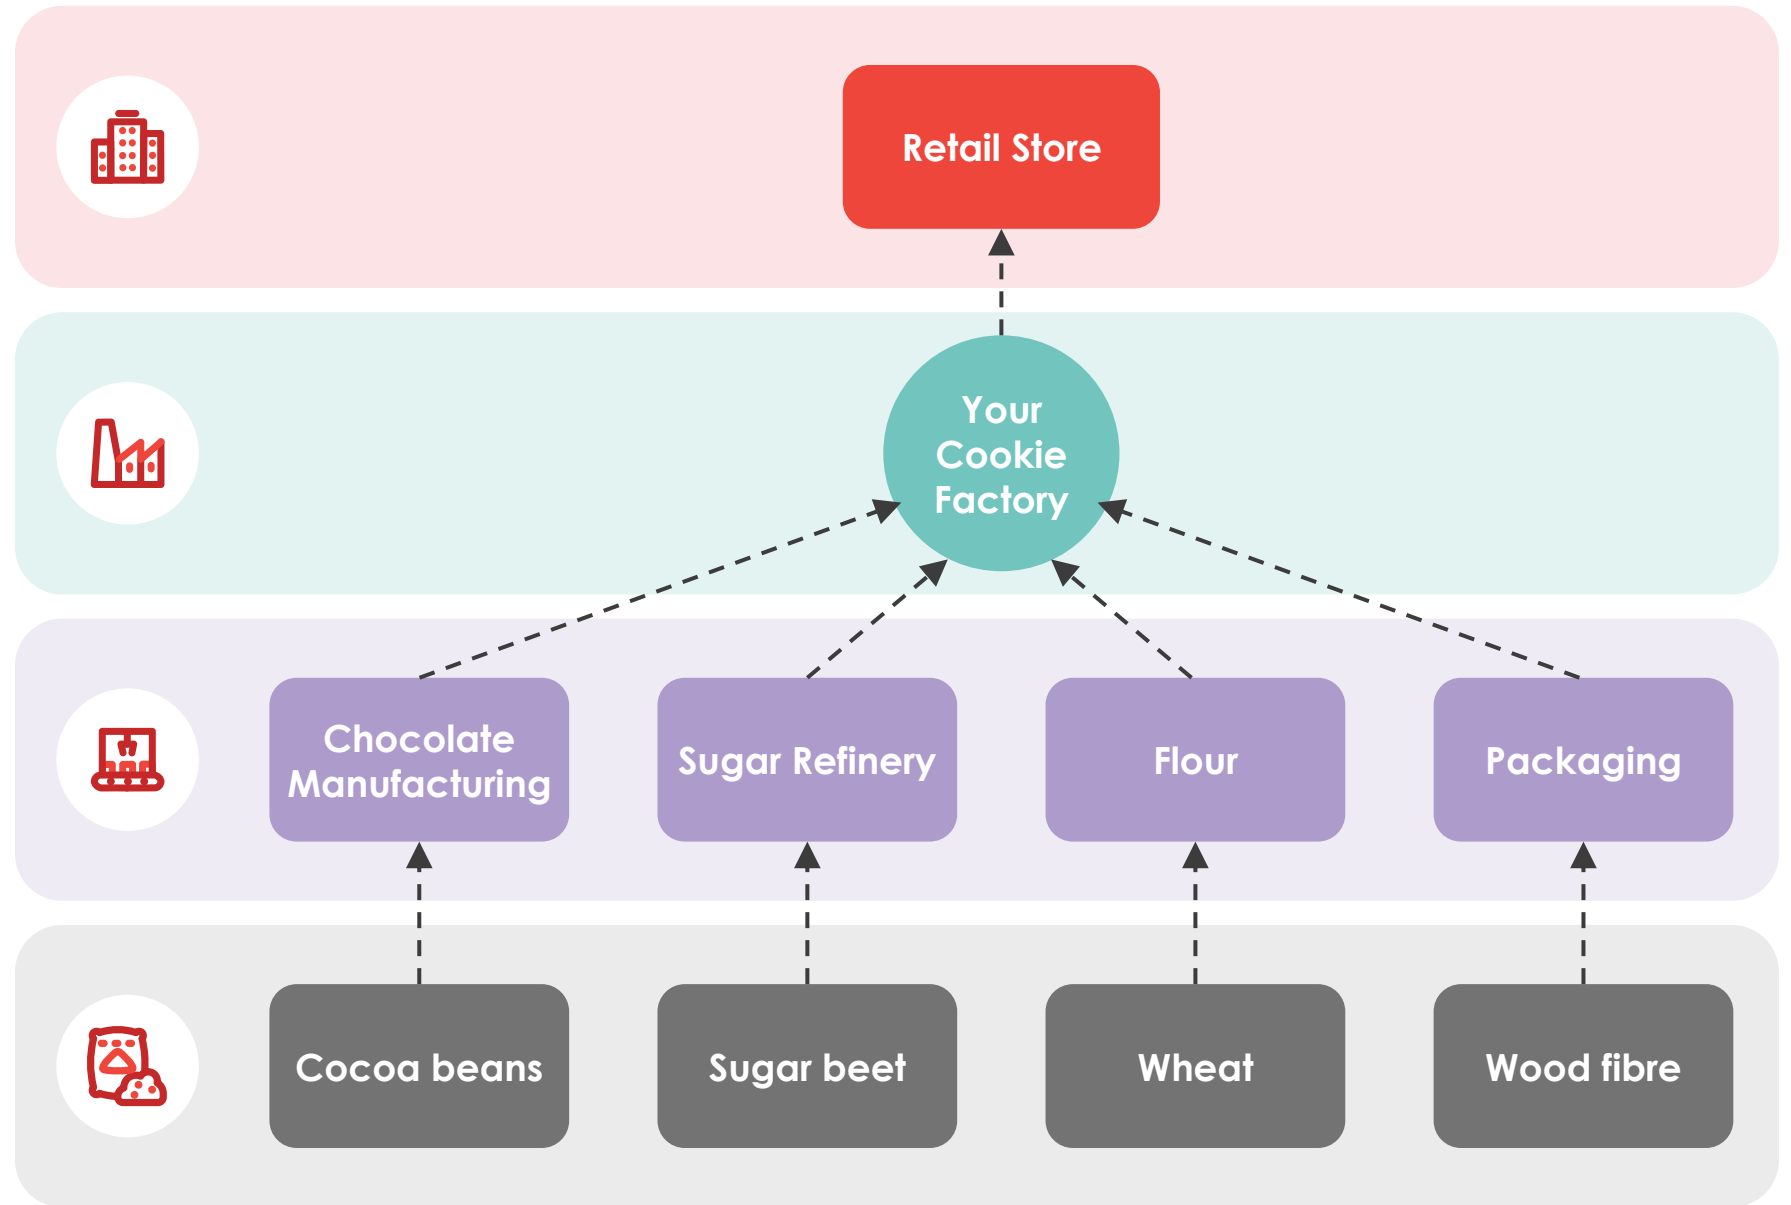 Retail Store
Your
Cookie
Factory
Chocolate
Manufacturing
Sugar Refinery
Flour
Packaging
Cocoa beans
Sugar beet
Wheat
Wood fibre